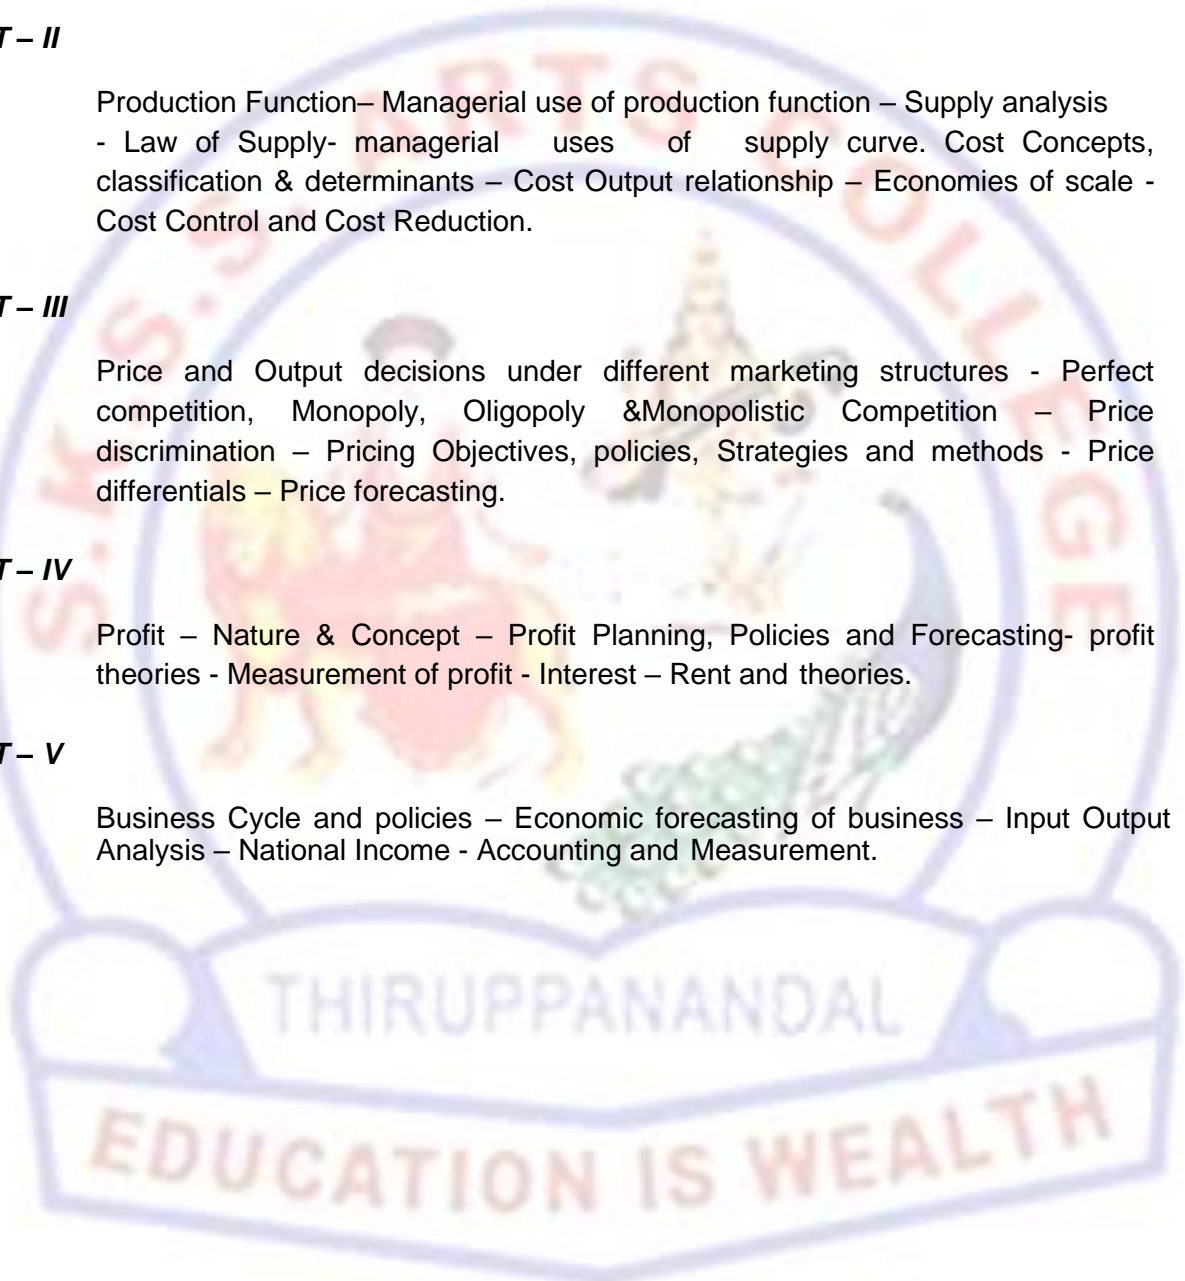 T – II
Production Function– Managerial use of production function – Supply analysis
- Law of Supply- managerial uses of supply curve. Cost Concepts,
classification & determinants – Cost Output relationship – Economies of scale -
Cost Control and Cost Reduction.
T – III
Price and Output decisions under different marketing structures - Perfect
competition, Monopoly, Oligopoly &Monopolistic Competition – Price
discrimination – Pricing Objectives, policies, Strategies and methods - Price
differentials – Price forecasting.
T – IV
Profit – Nature & Concept – Profit Planning, Policies and Forecasting- profit
theories - Measurement of profit - Interest – Rent and theories.
T – V
Business Cycle and policies – Economic forecasting of business – Input Output
Analysis – National Income - Accounting and Measurement.
S.K.S.S.ARTS COLLEGE
THIRUPPANANDAL
EDUCATION IS WEALTH